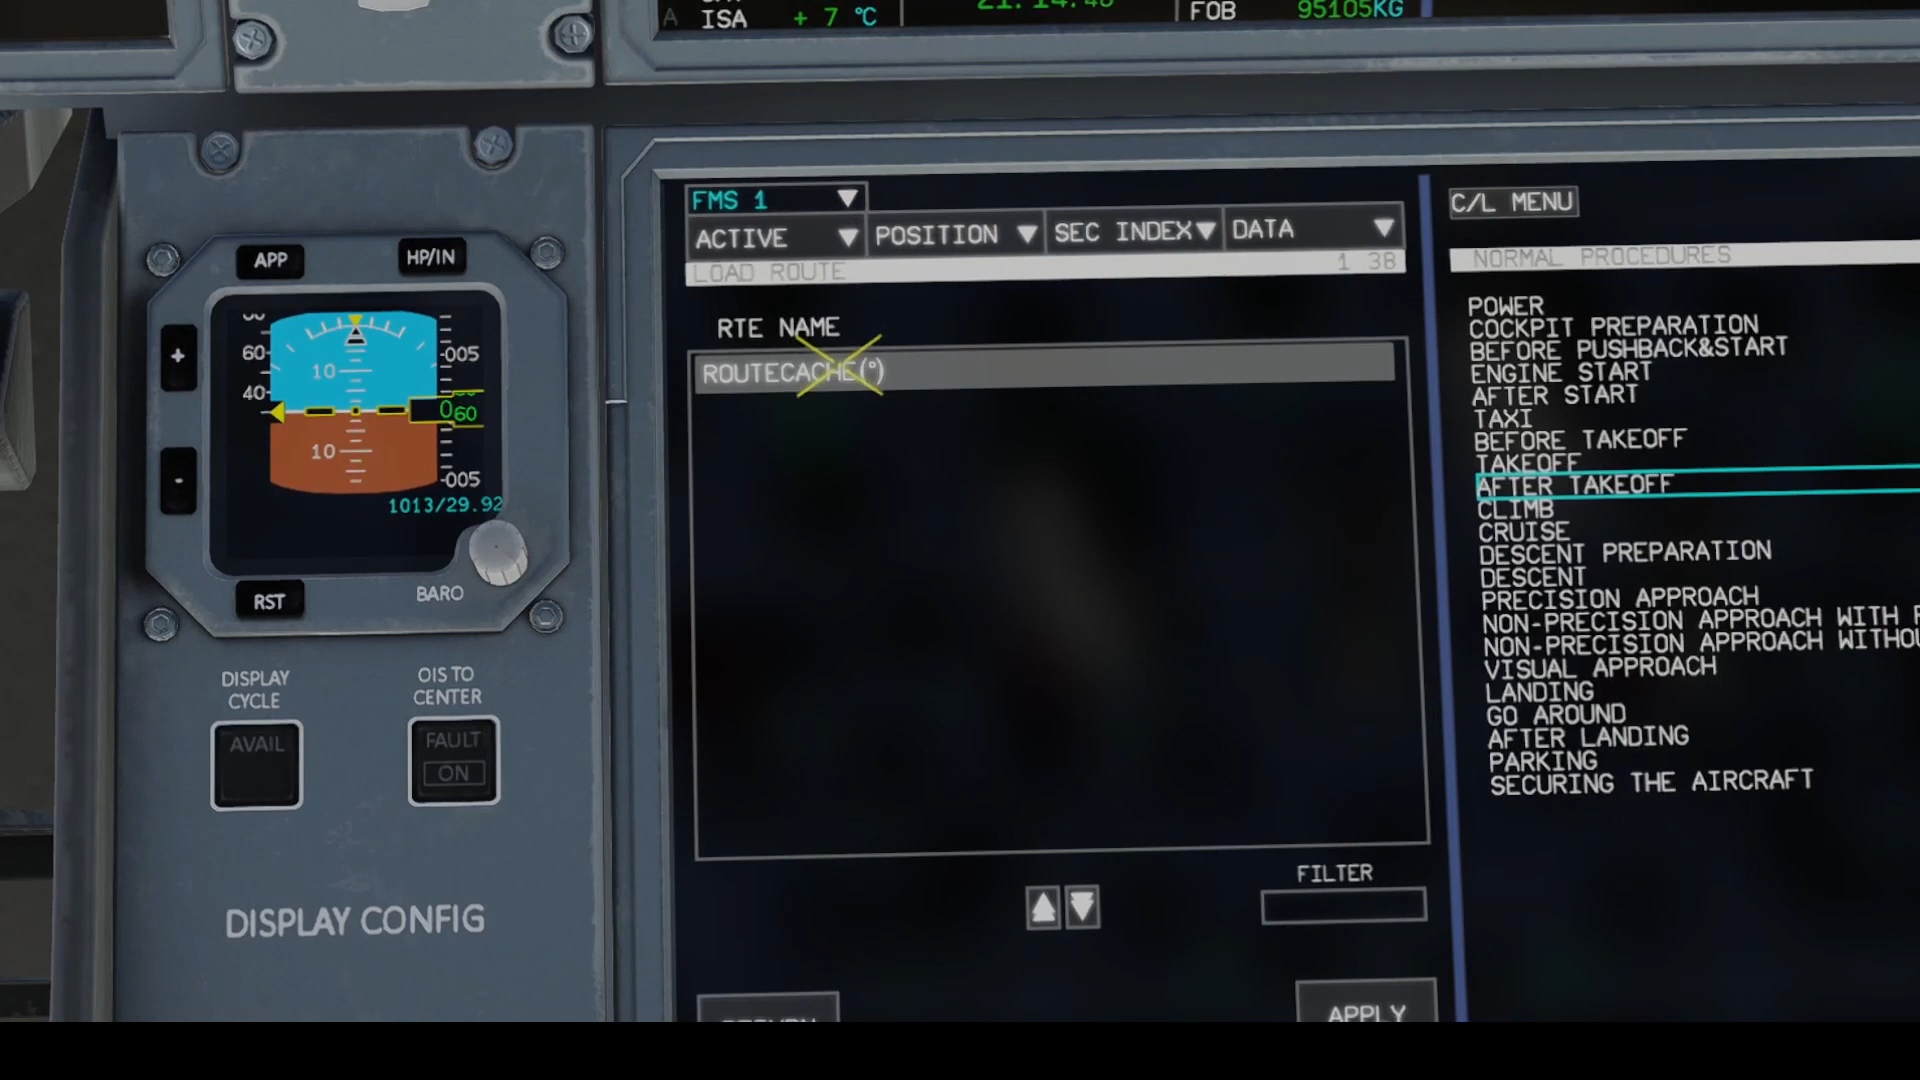 A ISA + 7 °C
FOB 95105KG
APP
HP/IN
60
40
10
10
005
060
005
1013/29.92
+
-
RST
BARO
DISPLAY
CYCLE
AVAIL
OIS TO
CENTER
FAULT
ON
DISPLAY CONFIG
FMS 1
ACTIVE POSITION SEC INDEX DATA
LOAD ROUTE 1 38
RTE NAME
ROUTECACHE(°)
FILTER
APPLY
C/L MENU
NORMAL PROCEDURES
POWER
COCKPIT PREPARATION
BEFORE PUSHBACK&START
ENGINE START
AFTER START
TAXI
BEFORE TAKEOFF
TAKEOFF
AFTER TAKEOFF
CLIMB
CRUISE
DESCENT PREPARATION
DESCENT
PRECISION APPROACH
NON-PRECISION APPROACH WITH
NON-PRECISION APPROACH WITHOU
VISUAL APPROACH
LANDING
GO AROUND
AFTER LANDING
PARKING
SECURING THE AIRCRAFT